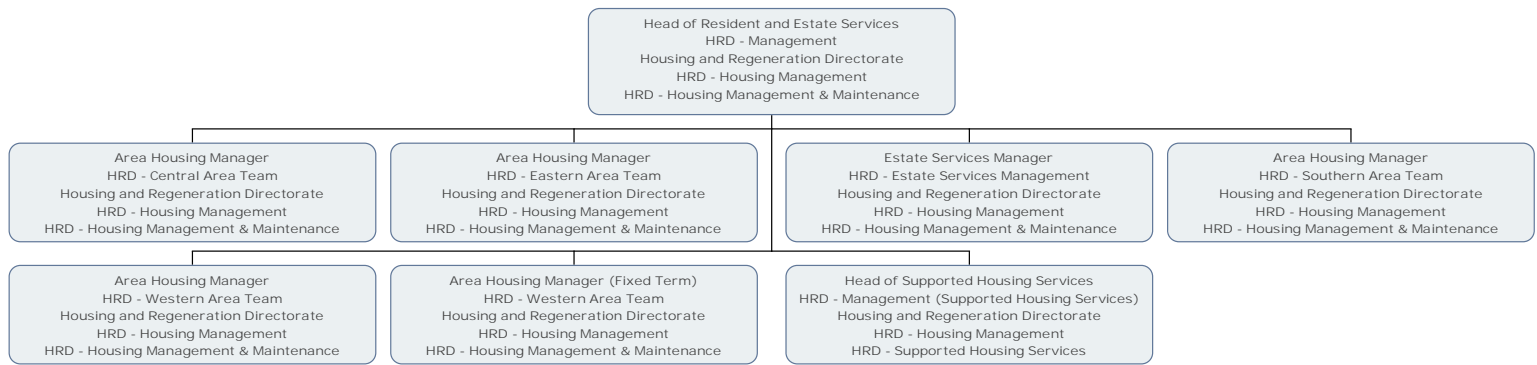 Head of Resident and Estate Services
HRD - Management
Housing and Regeneration Directorate
HRD - Housing Management
HRD - Housing Management & Maintenance
Area Housing Manager
HRD - Central Area Team
Housing and Regeneration Directorate
HRD - Housing Management
HRD - Housing Management & Maintenance
Area Housing Manager
HRD - Eastern Area Team
Housing and Regeneration Directorate
HRD - Housing Management
HRD - Housing Management & Maintenance
Estate Services Manager
HRD - Estate Services Management
Housing and Regeneration Directorate
HRD - Housing Management
HRD - Housing Management & Maintenance
Area Housing Manager
HRD - Southern Area Team
Housing and Regeneration Directorate
HRD - Housing Management
HRD - Housing Management & Maintenance
Area Housing Manager
HRD - Western Area Team
Housing and Regeneration Directorate
HRD - Housing Management
HRD - Housing Management & Maintenance
Area Housing Manager (Fixed Term)
HRD - Western Area Team
Housing and Regeneration Directorate
HRD - Housing Management
HRD - Housing Management & Maintenance
Head of Supported Housing Services
HRD - Management (Supported Housing Services)
Housing and Regeneration Directorate
HRD - Housing Management
HRD - Supported Housing Services